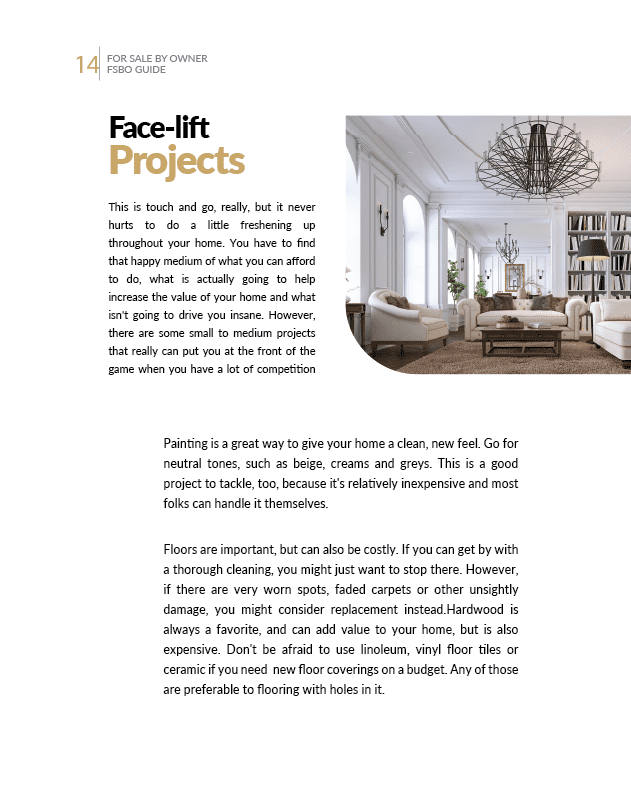 14
FOR SALE BY OWNER
FSBO GUIDE
Face-lift
Projects
This is touch and go, really, but it never
hurts to do a little freshening up
throughout your home. You have to find
that happy medium of what you can afford
to do, what is actually going to help
increase the value of your home and what
isn't going to drive you insane. However,
there are some small to medium projects
that really can put you at the front of the
game when you have a lot of competition
Painting is a great way to give your home a clean, new feel. Go for
neutral tones, such as beige, creams and greys. This is a good
project to tackle, too, because it's relatively inexpensive and most
folks can handle it themselves.
Floors are important, but can also be costly. If you can get by with
a thorough cleaning, you might just want to stop there. However,
if there are very worn spots, faded carpets or other unsightly
damage, you might consider replacement instead.Hardwood is
always a favorite, and can add value to your home, but is also
expensive. Don't be afraid to use linoleum, vinyl floor tiles or
ceramic if you need  new floor coverings on a budget. Any of those
are preferable to flooring with holes in it.